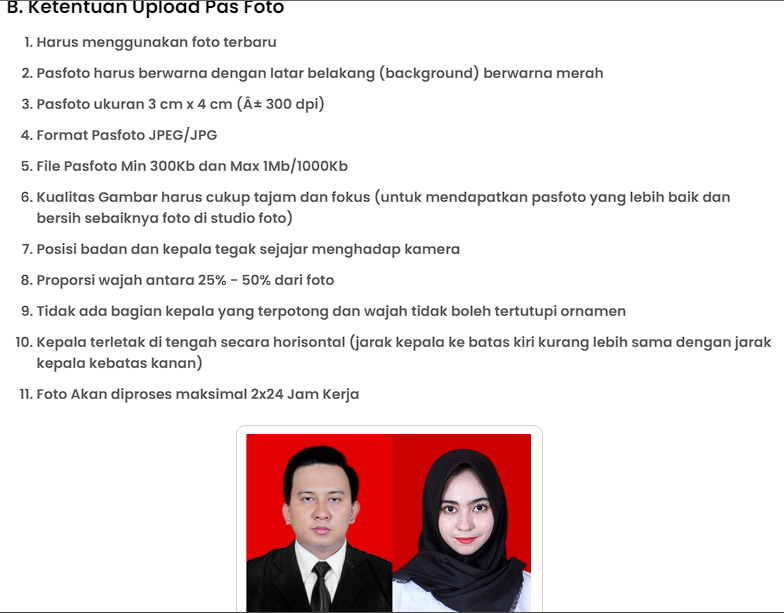 B. Ketentuan Upload Pas Foto
1. Harus menggunakan foto terbaru
2. Pasfoto harus berwarna dengan latar belakang (background) berwarna merah
3. Pasfoto ukuran 3 cm x 4 cm (Â± 300 dpi)
4. Format Pasfoto JPEG/JPG
5. File Pasfoto Min 300Kb dan Max 1Mb/1000Kb
6. Kualitas Gambar harus cukup tajam dan fokus (untuk mendapatkan pasfoto yang lebih baik dan
bersih sebaiknya foto di studio foto)
7. Posisi badan dan kepala tegak sejajar menghadap kamera
8. Proporsi wajah antara 25% - 50% dari foto
9. Tidak ada bagian kepala yang terpotong dan wajah tidak boleh tertutupi ornamen
10. Kepala terletak di tengah secara horisontal (jarak kepala ke batas kiri kurang lebih sama dengan jarak
kepala kebatas kanan)
11. Foto Akan diproses maksimal 2x24 Jam Kerja